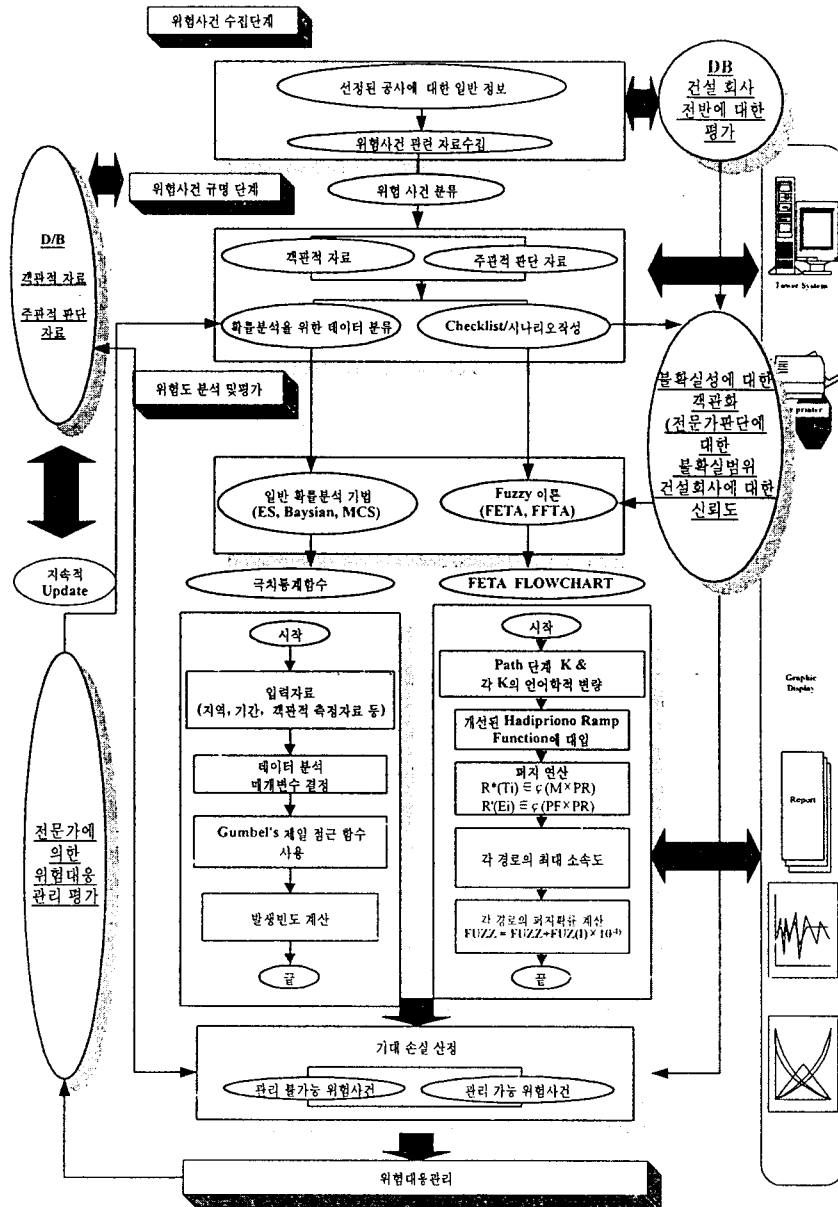 위험사건 수집단계
선정된 공사에 대한 일반 정보
위험사건 관련 자료수집
DB
건설 회사
전반에 대한
평가
위험사건 규명 단계
위험 사건 분류
D/B
객관적 자료
주관적 판단
자료
객관적 자료
주관적 판단 자료
확률분석을 위한 데이터 분류
Checklist/시나리오작성
Tower System
위험도 분석 및평가
불확실성에 대한
객관화
(전문가판단에
대한
불확실범위
건설회사에 대한
신뢰도
printer
일반 확률분석 기법
(ES, Baysian, MCS)
Fuzzy 이론
(FETA, FFTA)
지속적
Update
극치통계함수
FETA FLOWCHART
시작
입력자료
(지역, 기간, 객관적 측정자료 등)
데이터 분석
매개변수 결정
Gumbel's 제일 점근 함수
사용
발생빈도 계산
끝
시작
Path 단계 K &
각 K의 언어학적 변량
개선된 Hadipriono Ramp
Function에 대입
퍼지 연산
R*(Ti) ∈ ç (M×PR)
R'(Ei) ∈ ç (PF×PR)
각 경로의 최대 소속도
각 경로의 퍼지확률 계산
FUZZ = FUZZ+FUZ(I)×10
끝
Graphic
Display
Report
전문가에
의한
위험대응
관리 평가
기대 손실 산정
관리 불가능 위험사건
관리 가능 위험사건
위험대응관리